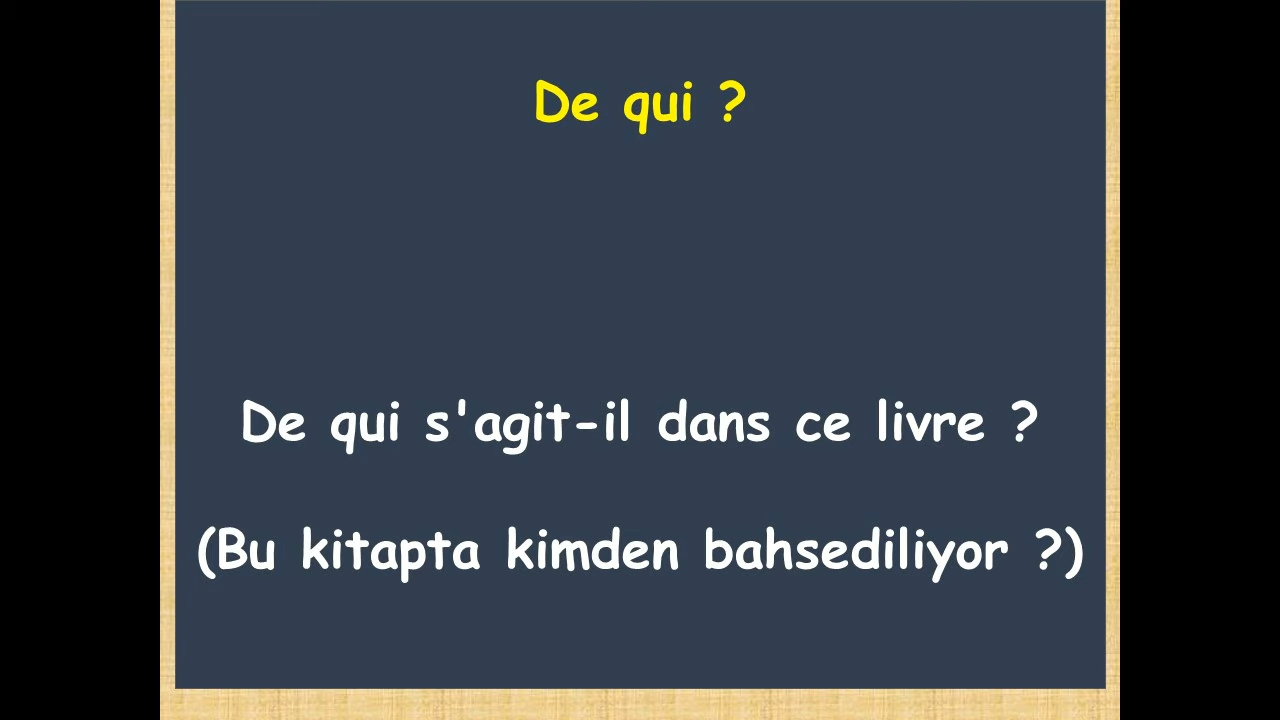 De qui ?
De qui s'agit-il dans ce livre ?
(Bu kitapta kimden bahsediliyor ?)